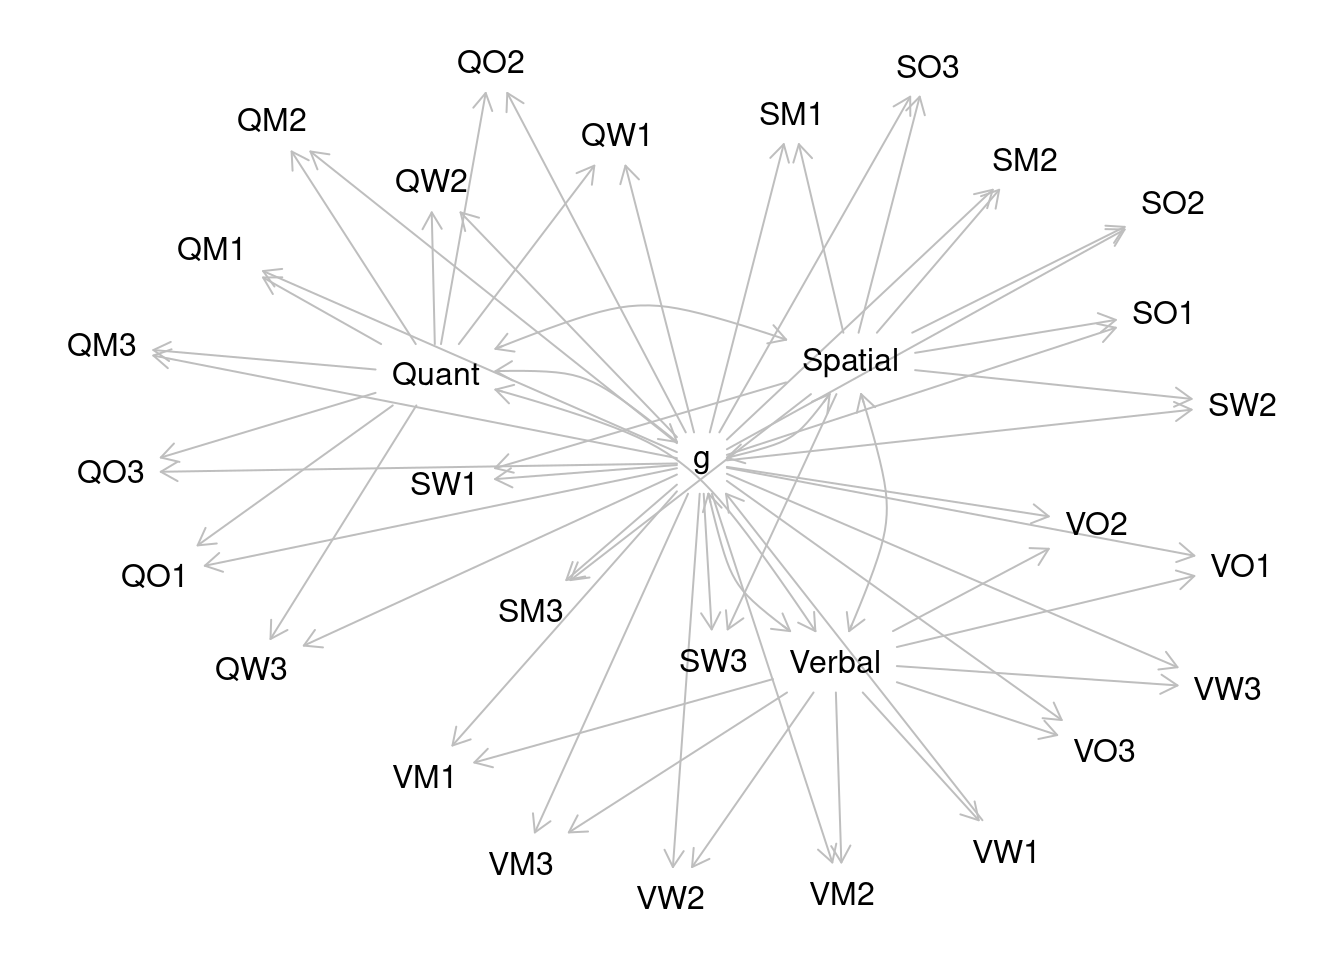 QO2
SO3
SM1
QM2
QW1
SM2
QW2
SO2
QM1
SO1
QM3
Spatial
Quant
SW2
g
QO3
SW1
VO2
VO1
QO1
SM3
SW3
Verbal
QW3
VW3
VO3
VM1
VW1
VM3
VM2
VW2